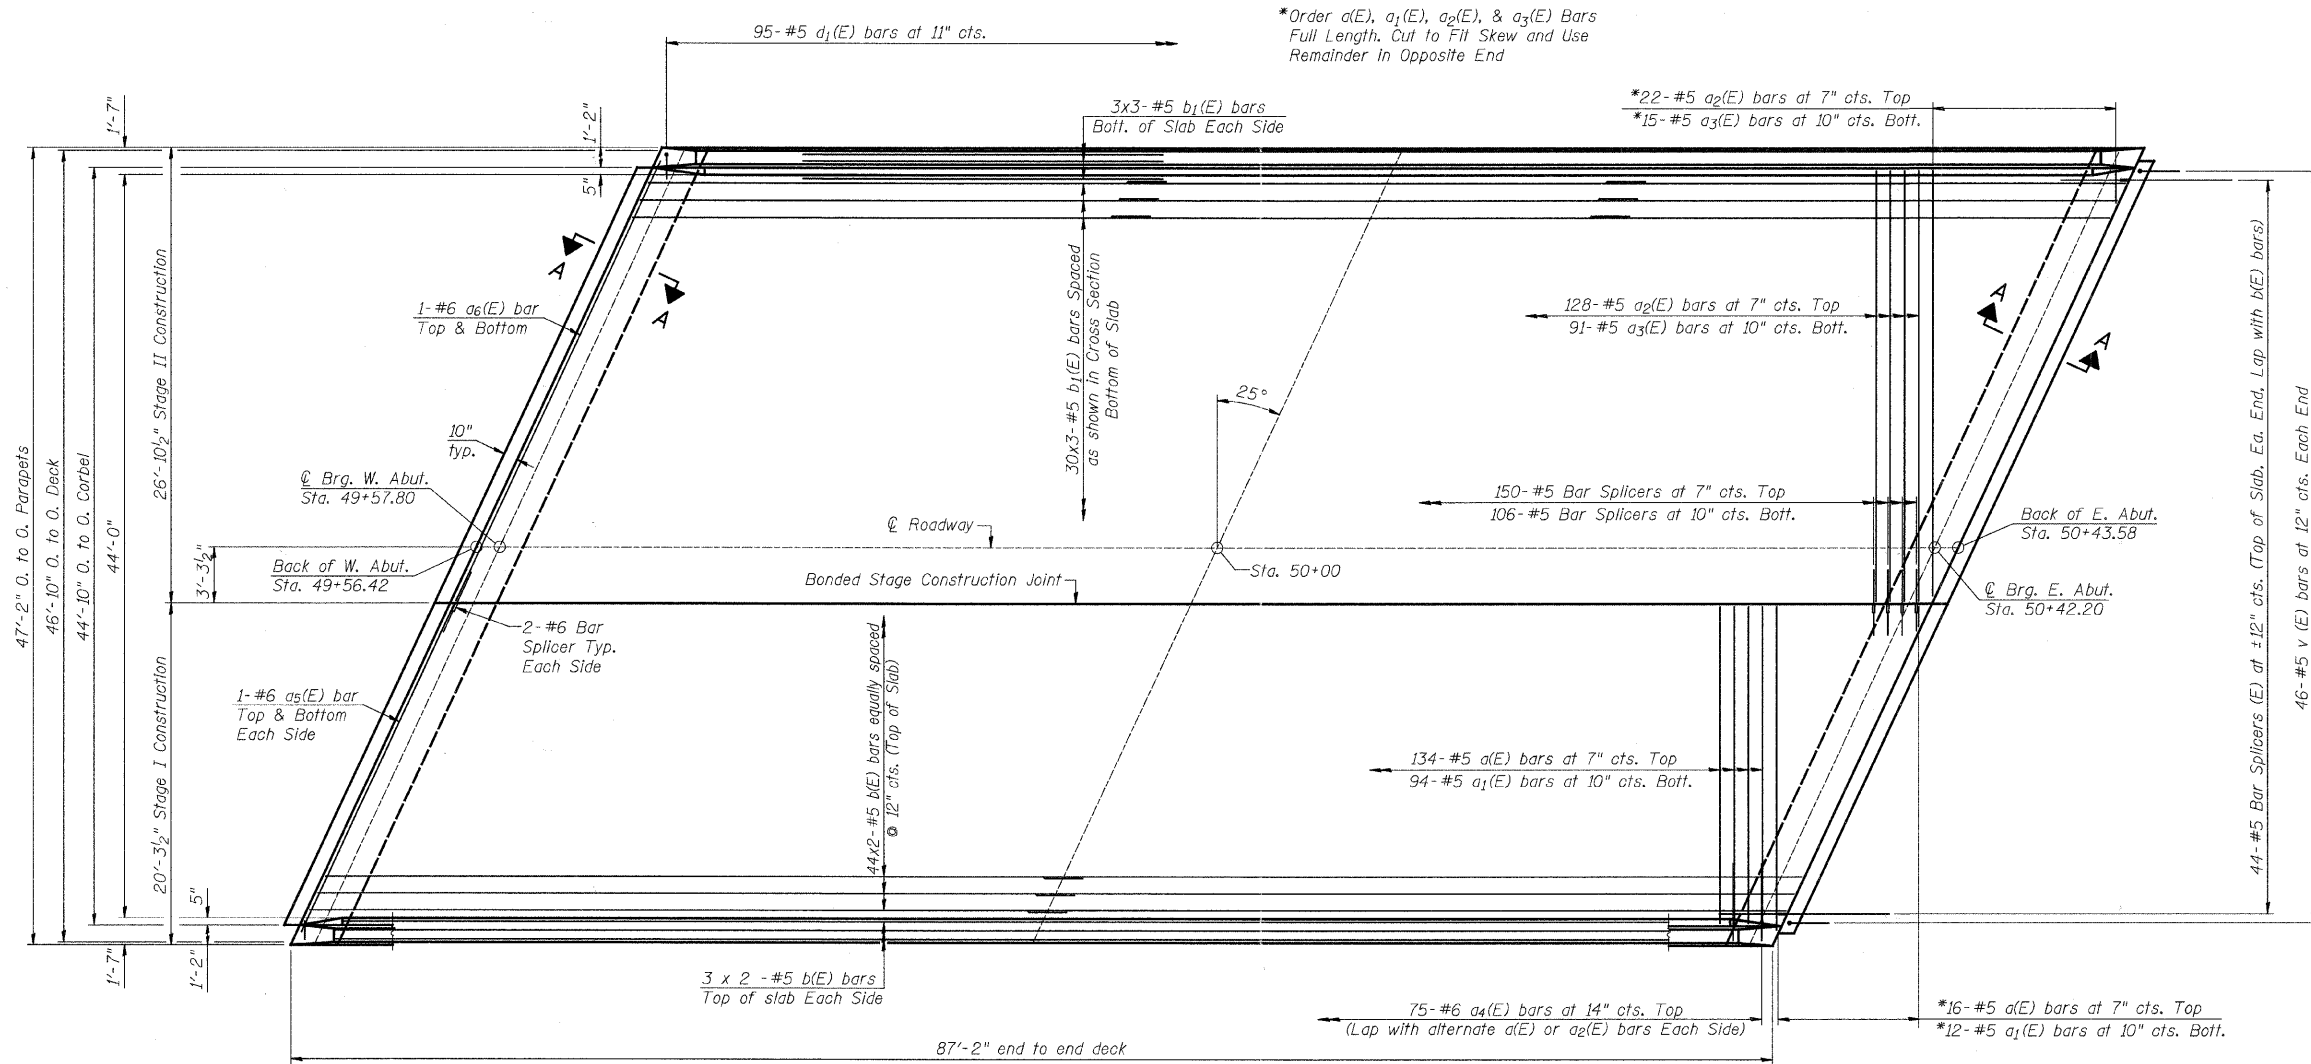 *Order a(E), a1(E), a2(E), & a3(E) Bars
Full Length. Cut to Fit Skew and Use
Remainder in Opposite End
95-#5 d1(E) bars at 11" cts.
3x3-#5 b1(E) bars
Bott. of Slab Each Side
*22-#5 a2(E) bars at 7" cts. Top
*15-#5 a3(E) bars at 10" cts. Bott.
1'-7"
1'-2"
5"
47'-2" O. to O. Parapets
46'-10" O. to O. Deck
44'-10" O. to O. Corbel
44'-0"
26'-10½" Stage II Construction
20'-3½" Stage I Construction
A
A
1-#6 a6(E) bar
Top & Bottom
30x3-#5 b1(E) bars Spaced
as shown in Cross Section
Bottom of Slab
128-#5 a2(E) bars at 7" cts. Top
91-#5 a3(E) bars at 10" cts. Bott.
A
A
25°
10"
typ.
℄ Brg. W. Abut.
Sta. 49+57.80
150-#5 Bar Splicers at 7" cts. Top
106-#5 Bar Splicers at 10" cts. Bott.
℄ Roadway
Back of E. Abut.
Sta. 50+43.58
3'-3½"
Back of W. Abut.
Sta. 49+56.42
Bonded Stage Construction Joint
Sta. 50+00
℄ Brg. E. Abut.
Sta. 50+42.20
2-#6 Bar
Splicer Typ.
Each Side
1-#6 a5(E) bar
Top & Bottom
Each Side
44x2-#5 b(E) bars equally spaced
@ 12" cts. (Top of Slab)
134-#5 a(E) bars at 7" cts. Top
94-#5 a1(E) bars at 10" cts. Bott.
44-#5 Bar Splicers (E) at ±12" cts. (Top of Slab, Ea. End, Lap with b(E) bars)
46-#5 v (E) bars at 12" cts. Each End
5"
1'-7"
1'-2"
3 x 2 -#5 b(E) bars
Top of slab Each Side
75-#6 a4(E) bars at 14" cts. Top
(Lap with alternate a(E) or a2(E) bars Each Side)
*16-#5 a(E) bars at 7" cts. Top
*12-#5 a1(E) bars at 10" cts. Bott.
87'-2" end to end deck